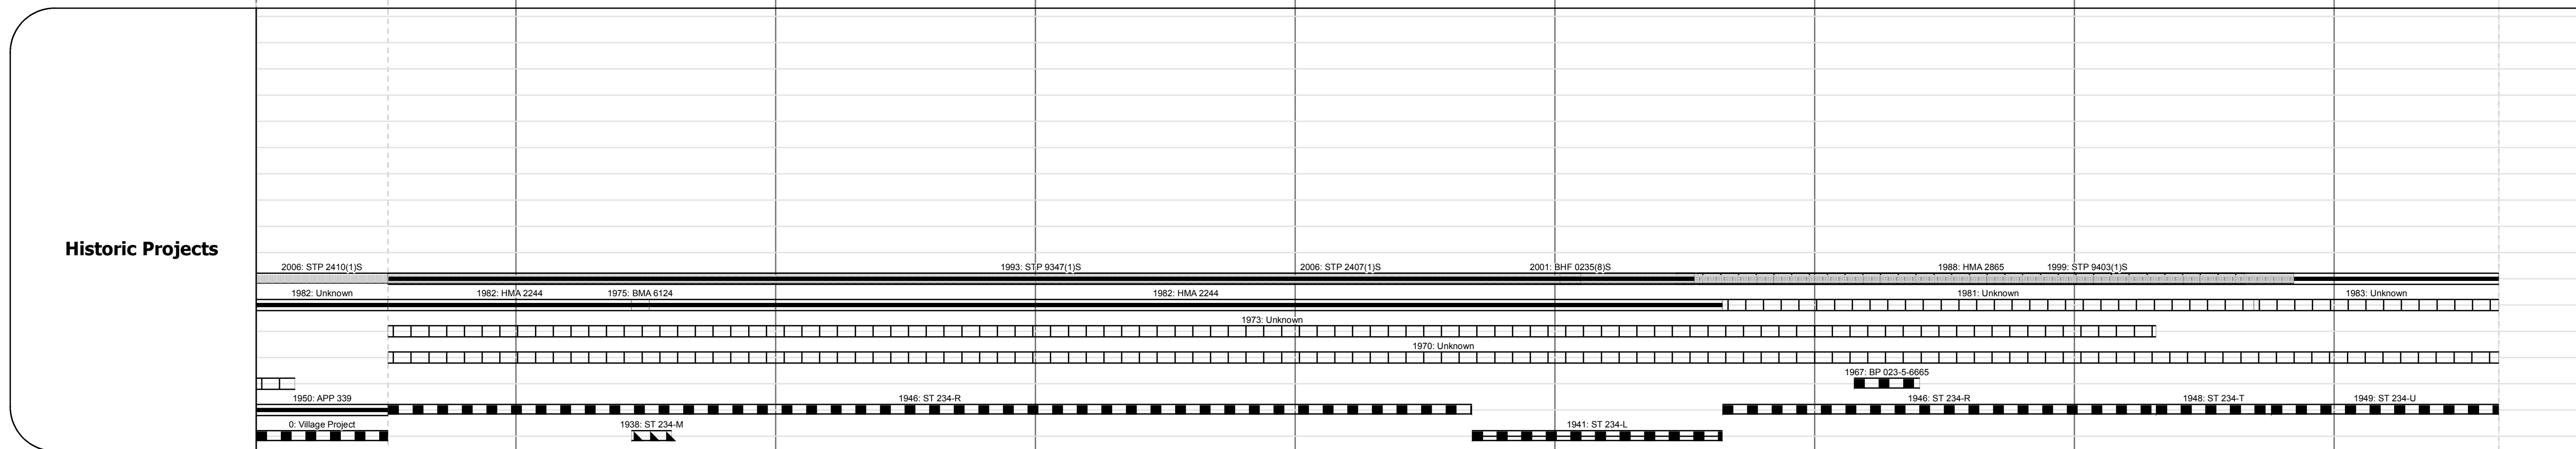 Historic Projects
2006: STP 2410(1)S
1993: STP 9347(1)S
2006: STP 2407(1)S
2001: BHF 0235(8)S
1988: HMA 2865
1999: STP 9403(1)S
1982: Unknown
1982: HMA 2244
1975: BMA 6124
1982: HMA 2244
1981: Unknown
1983: Unknown
1973: Unknown
1970: Unknown
1967: BP 023-5-6665
1950: APP 339
1946: ST 234-R
1946: ST 234-R
1948: ST 234-T
1949: ST 234-U
0: Village Project
1938: ST 234-M
1941: ST 234-L